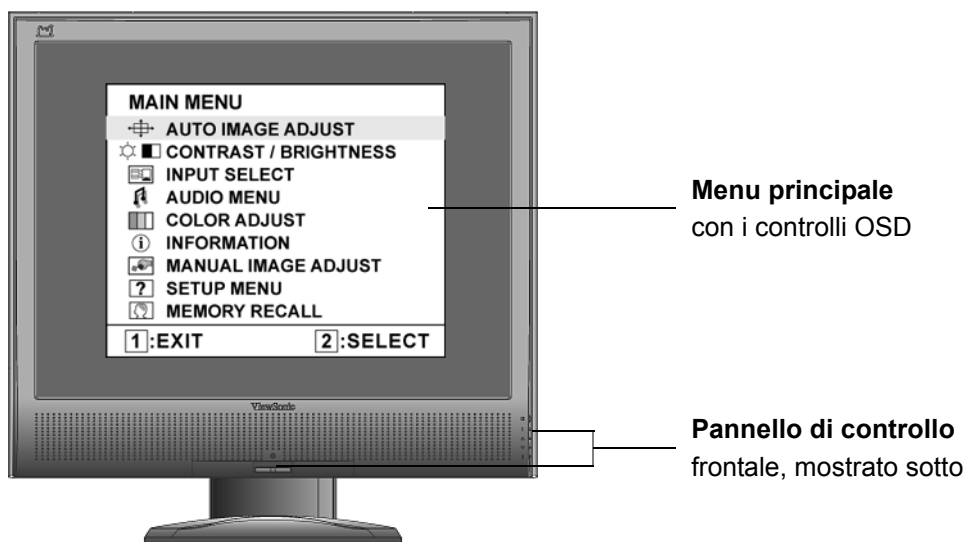 MAIN MENU
AUTO IMAGE ADJUST
CONTRAST / BRIGHTNESS
INPUT SELECT
AUDIO MENU
COLOR ADJUST
INFORMATION
MANUAL IMAGE ADJUST
? SETUP MENU
MEMORY RECALL
1:EXIT 2:SELECT
Menu principale
con i controlli OSD
ViewSonic
Pannello di controllo
frontale, mostrato sotto